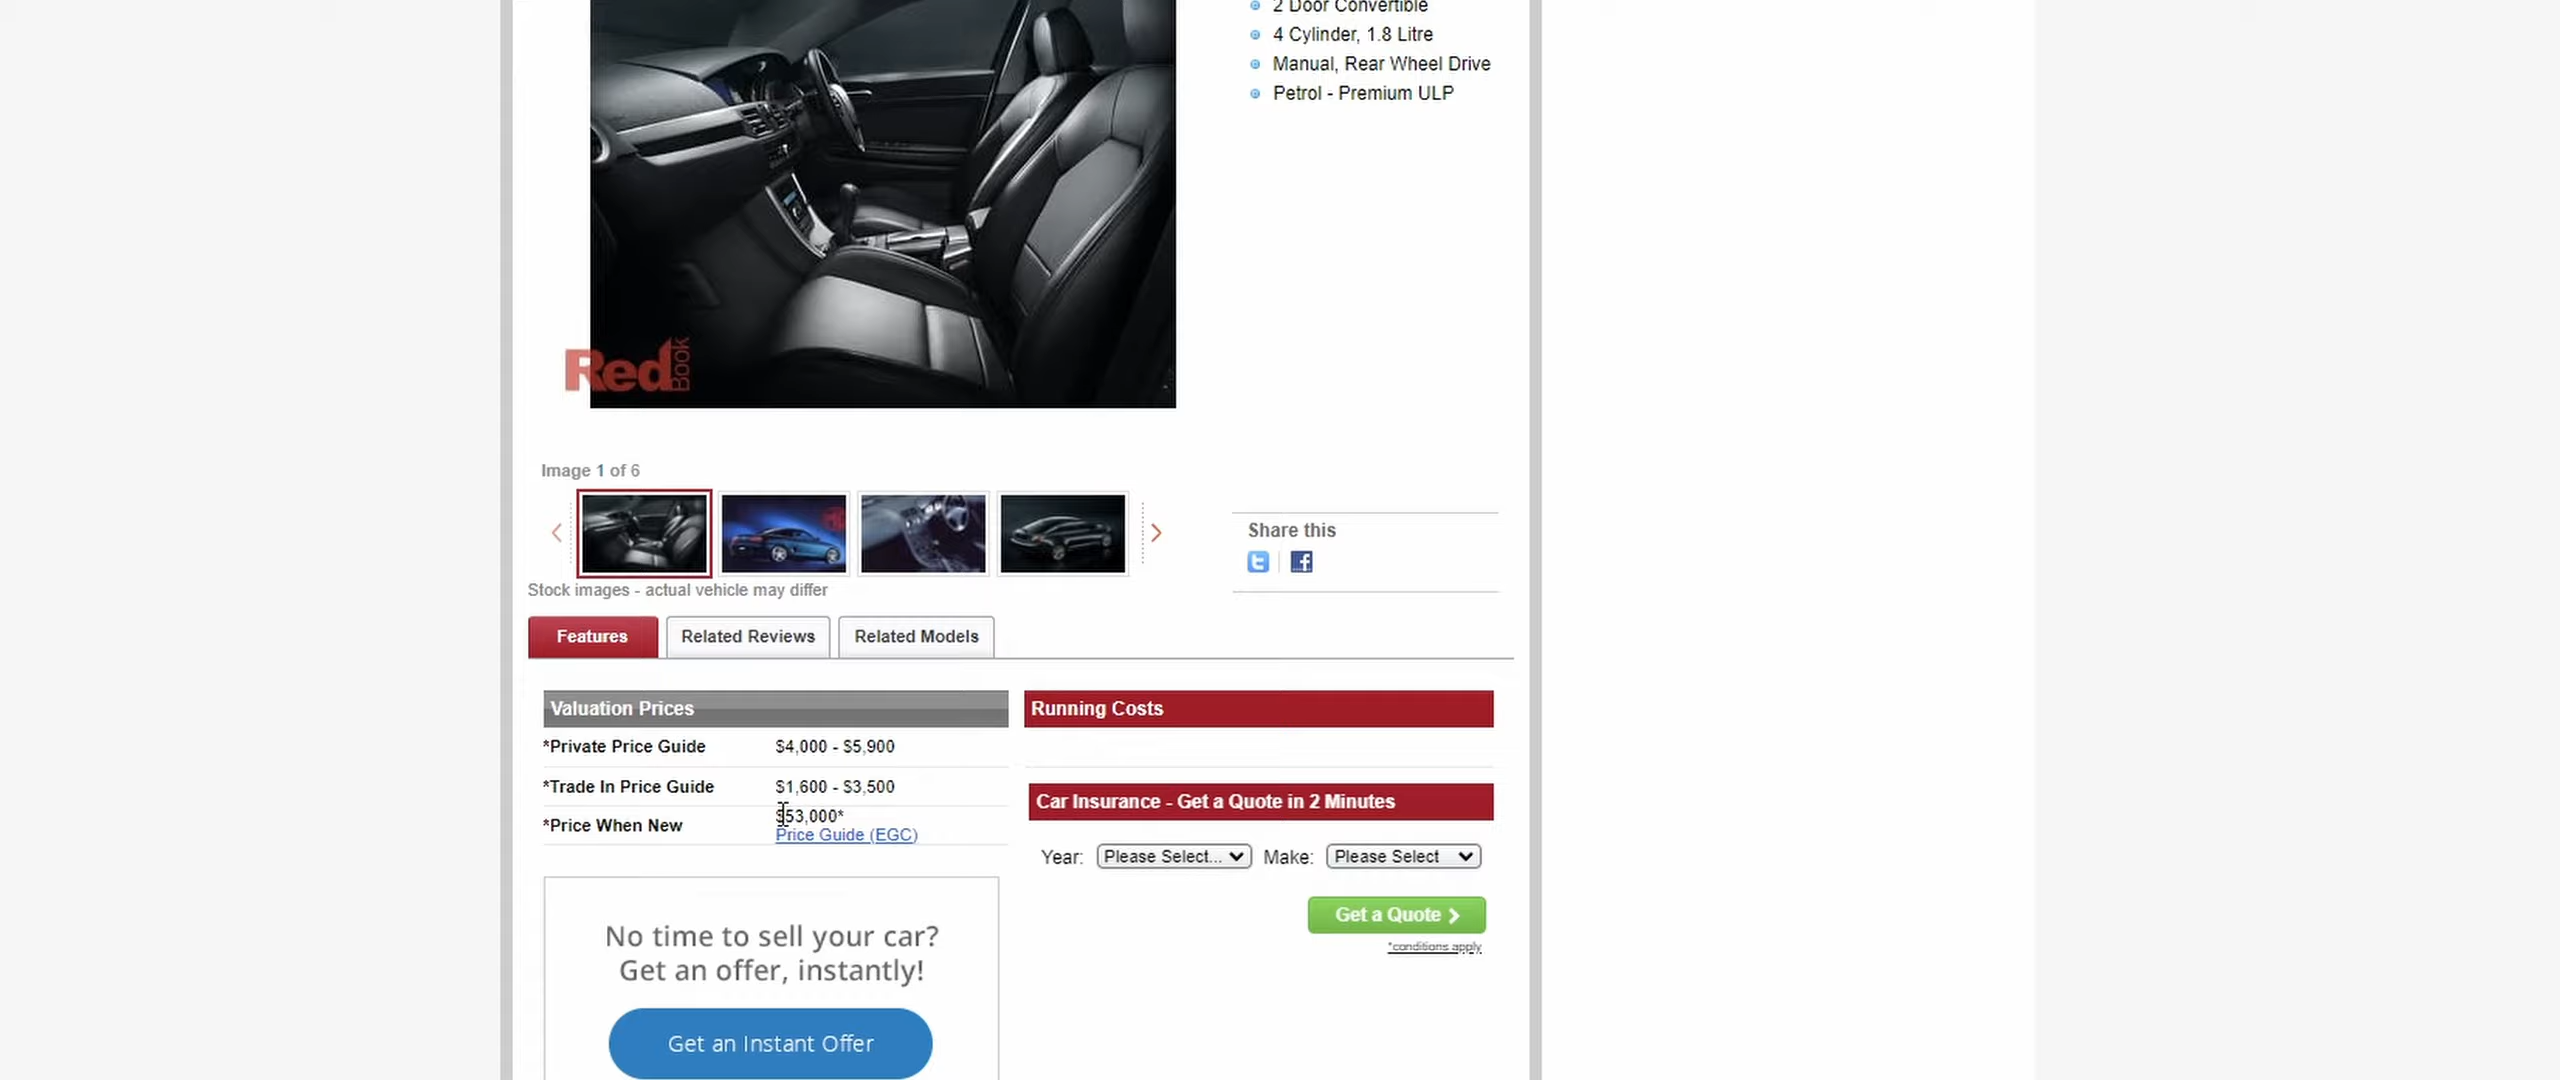 2 Door Convertible
4 Cylinder, 1.8 Litre
Manual, Rear Wheel Drive
Petrol - Premium ULP
RedBook
Image 1 of 6
Share this
Stock images - actual vehicle may differ
Features
Related Reviews
Related Models
Valuation Prices
*Private Price Guide $4,000 - $5,900
*Trade In Price Guide $1,600 - $3,500
*Price When New $53,000*
Price Guide (EGC)
Running Costs
Car Insurance - Get a Quote in 2 Minutes
Year: Please Select... Make: Please Select
Get a Quote
*conditions apply
No time to sell your car?
Get an offer, instantly!
Get an Instant Offer